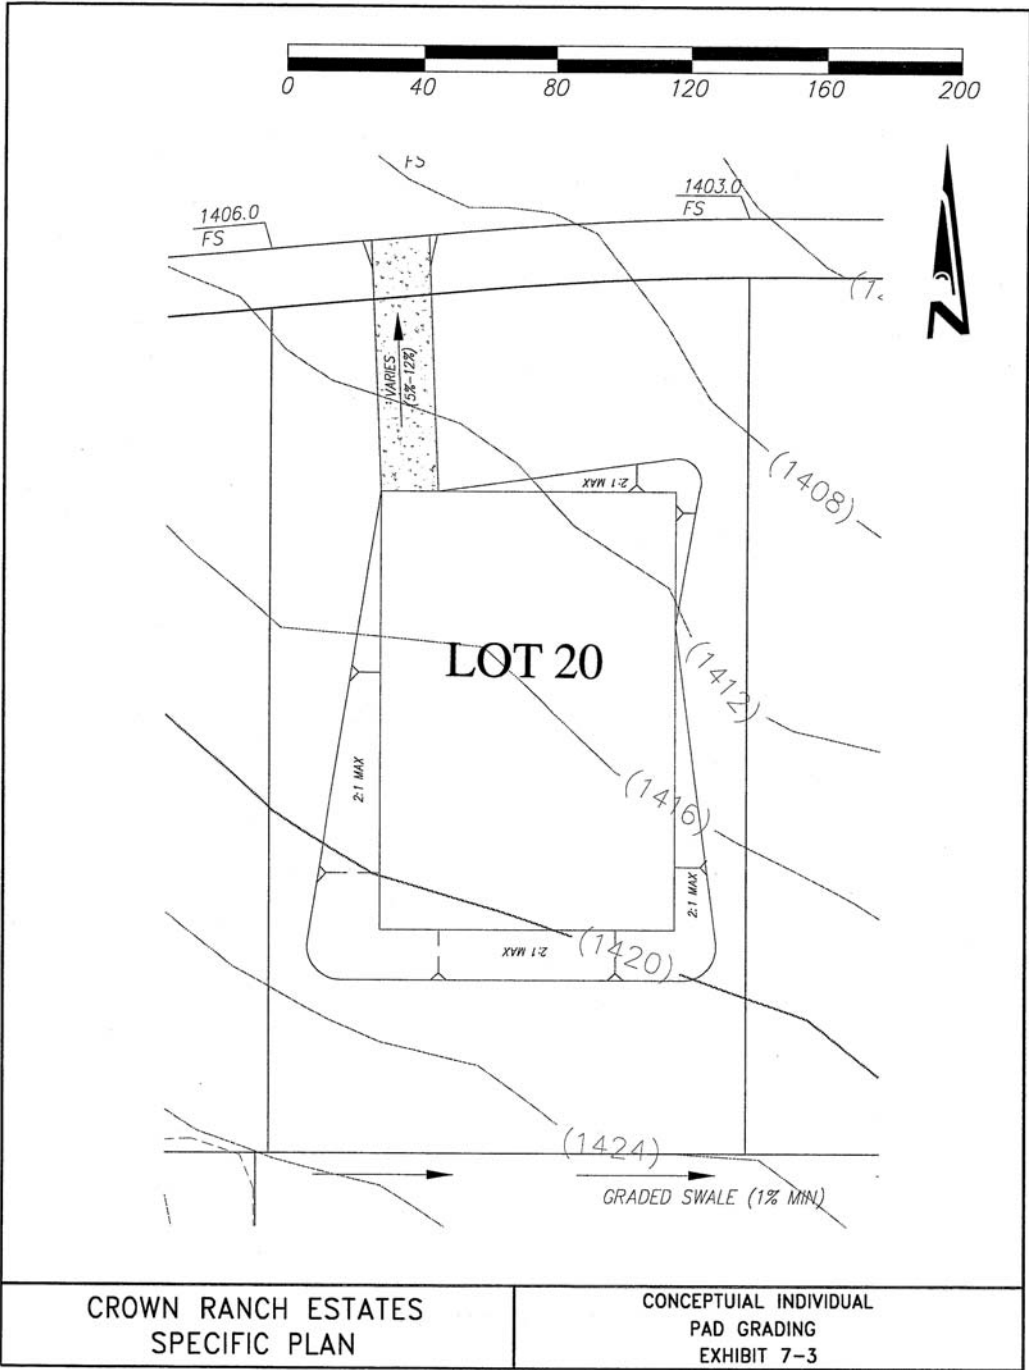 0 40 80 120 160 200
FS
1406.0
FS
1403.0
FS
(1
VARIES
(5%-12%)
2:1 MAX
(1408)
LOT 20
(1412)
2:1 MAX
(1416)
2:1 MAX
2:1 MAX
(1420)
(1424)
GRADED SWALE (1% MIN)
CROWN RANCH ESTATES
SPECIFIC PLAN
CONCEPTUIAL INDIVIDUAL
PAD GRADING
EXHIBIT 7-3
N